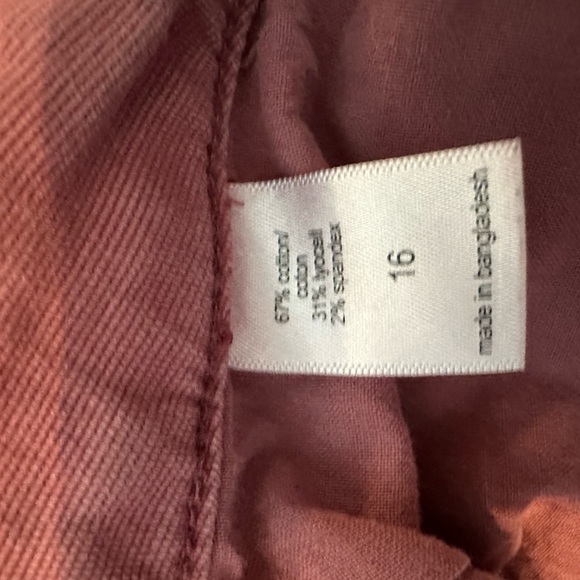 67% cotton/
coton
31% lyocell
2% spandex
16
made in bangladesh